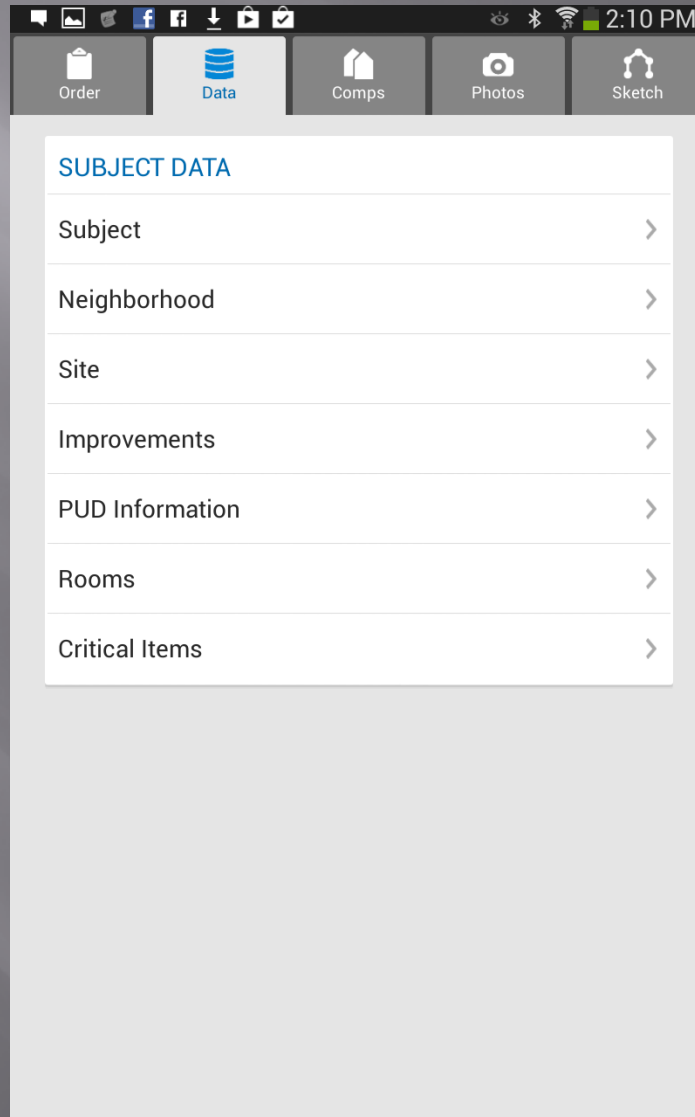 2:10 PM
Order Data Comps Photos Sketch
SUBJECT DATA
Subject
Neighborhood
Site
Improvements
PUD Information
Rooms
Critical Items